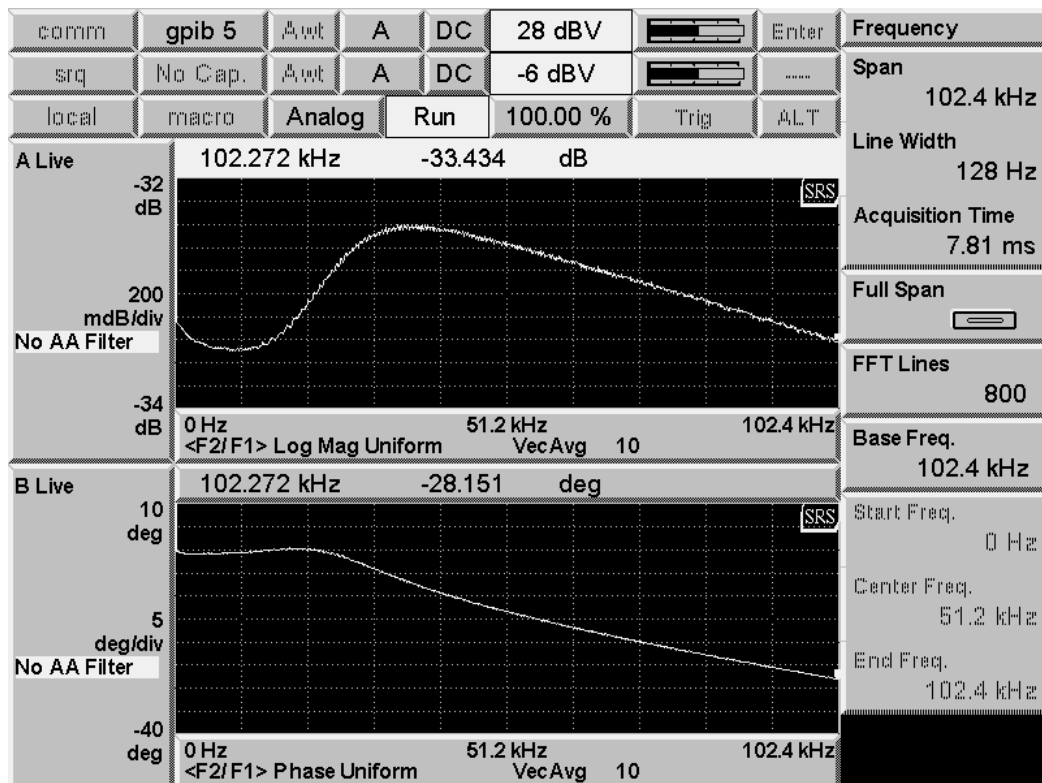 comm gpib 5 Awt A DC 28 dBV Enter
srq No Cap. Awt A DC -6 dBV
local macro Analog Run 100.00 % Trig ALT
Frequency
Span
102.4 kHz
Line Width
128 Hz
Acquisition Time
7.81 ms
Full Span
FFT Lines
800
Base Freq.
102.4 kHz
Start Freq.
0 Hz
Center Freq.
51.2 kHz
End Freq.
102.4 kHz
A Live
102.272 kHz -33.434 dB
-32
dB
SRS
200
mdB/div
No AA Filter
-34
dB
0 Hz 51.2 kHz 102.4 kHz
<F2/F1> Log Mag Uniform VecAvg 10
B Live
102.272 kHz -28.151 deg
10
deg
SRS
5
deg/div
No AA Filter
-40
deg
0 Hz 51.2 kHz 102.4 kHz
<F2/F1> Phase Uniform VecAvg 10